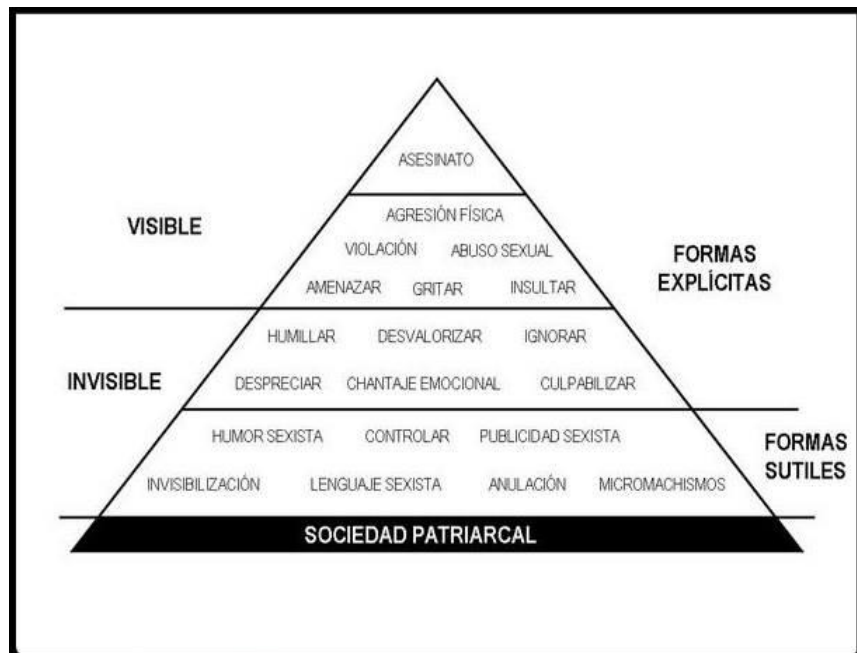 ASESINATO
VISIBLE
AGRESIÓN FÍSICA
VIOLACIÓN ABUSO SEXUAL
AMENAZAR GRITAR INSULTAR
FORMAS
EXPLÍCITAS
INVISIBLE
HUMILLAR DESVALORIZAR IGNORAR
DESPRECIAR CHANTAJE EMOCIONAL CULPABILIZAR
HUMOR SEXISTA CONTROLAR PUBLICIDAD SEXISTA
INVISIBILIZACIÓN LENGUAJE SEXISTA ANULACIÓN MICROMACHISMOS
FORMAS
SUTILES
SOCIEDAD PATRIARCAL